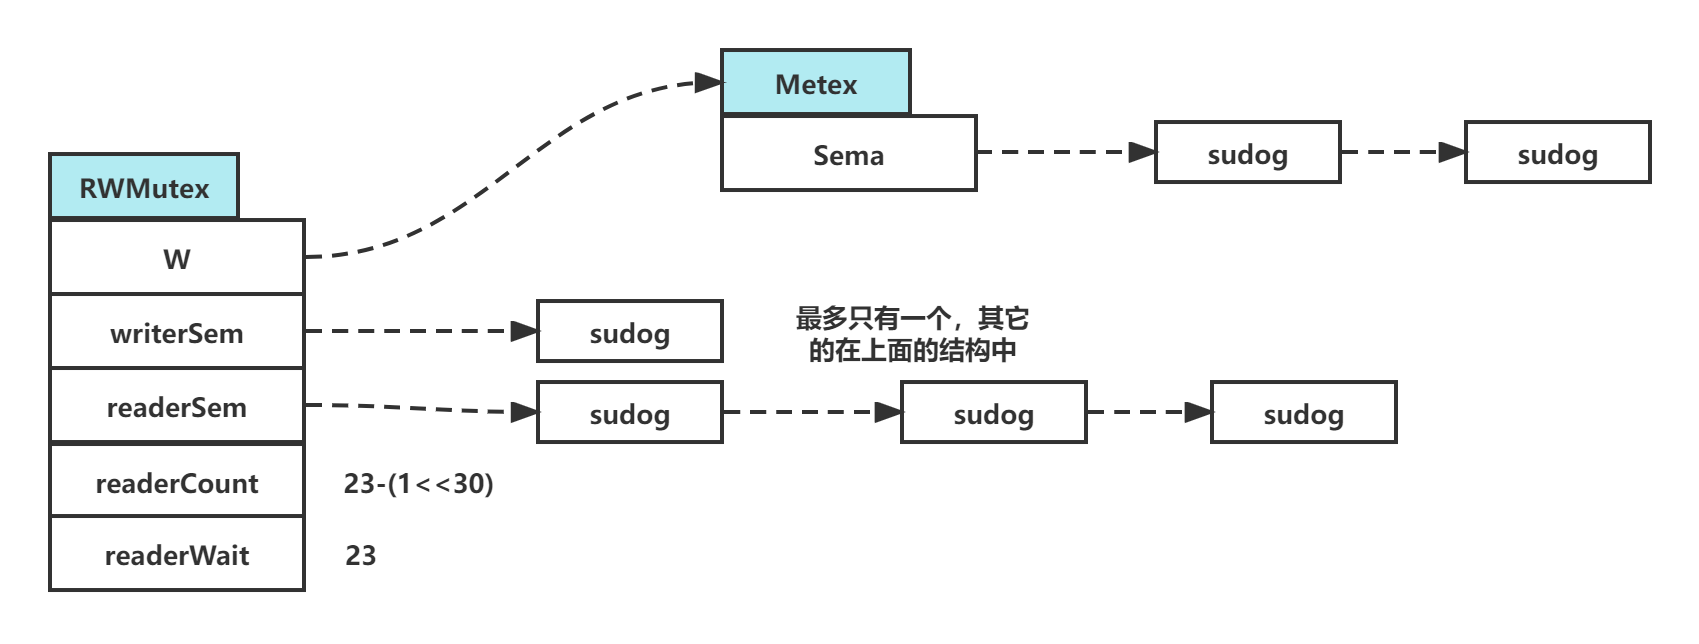 Metex
Sema
sudog
sudog
RWMutex
W
writerSem
sudog
最多只有一个，其它
的在上面的结构中
readerSem
sudog
sudog
sudog
readerCount
23-(1<<30)
readerWait
23